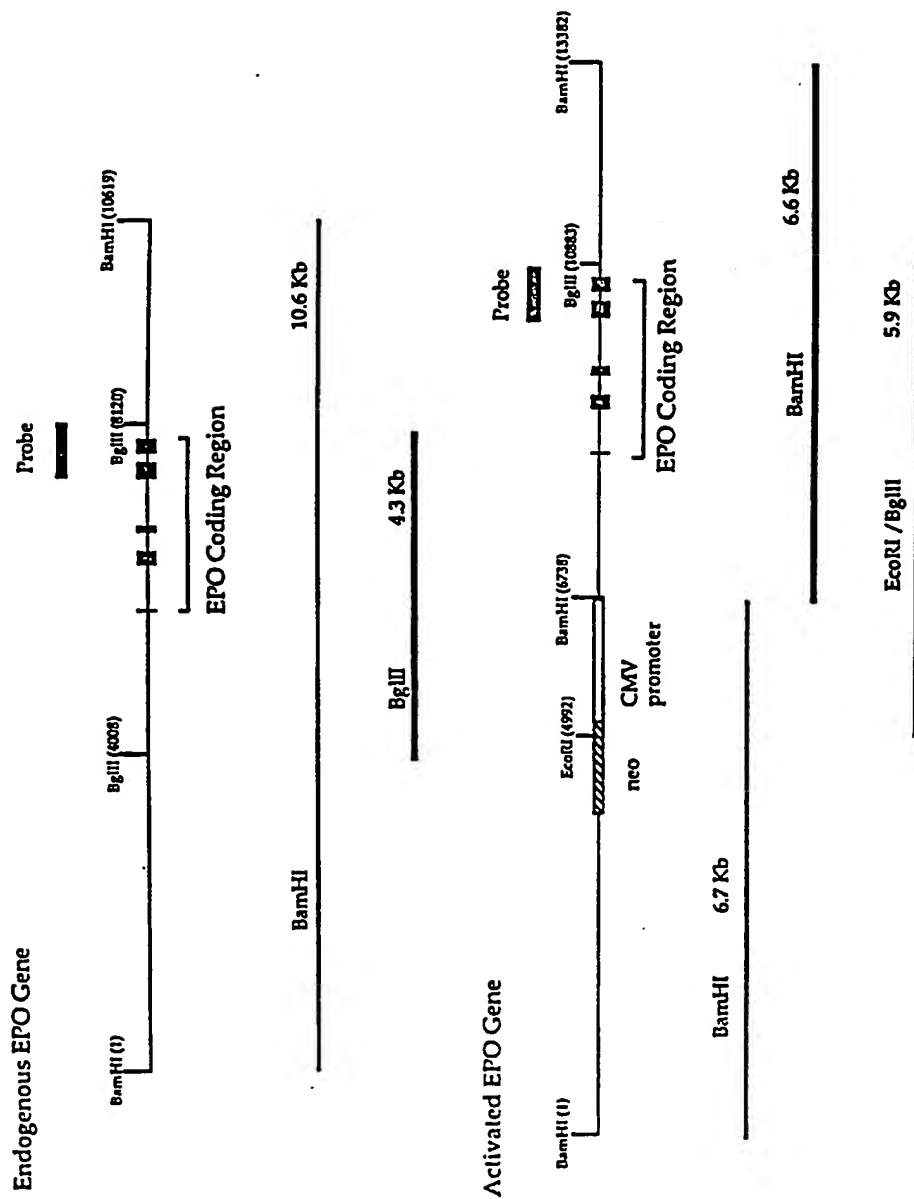 Endogenous EPO Gene
Probe
BamHI (1)
BglII (4008)
BglII (8120)
BamHI (10619)
EPO Coding Region
BamHI
10.6 Kb
BglII
4.3 Kb
Activated EPO Gene
Probe
BamHI (1)
EcoRI (4992)
BamHI (6738)
BglII (10883)
BamHI (13382)
neo
CMV
promoter
EPO Coding Region
BamHI
6.7 Kb
BamHI
6.6 Kb
EcoRI / BglII
5.9 Kb